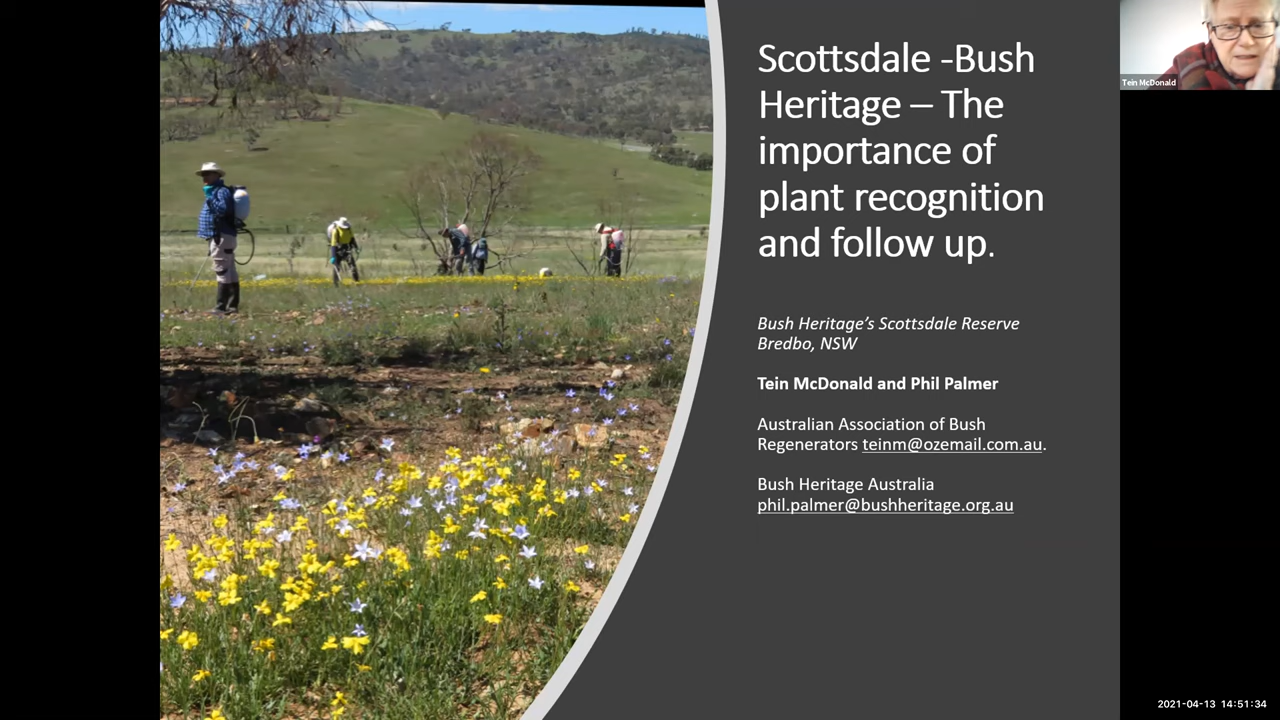 Scottsdale -Bush
Heritage – The
importance of
plant recognition
and follow up.
Bush Heritage's Scottsdale Reserve
Bredbo, NSW
Tein McDonald and Phil Palmer
Australian Association of Bush
Regenerators teinm@ozemail.com.au.
Bush Heritage Australia
phil.palmer@bushheritage.org.au
Tein McDonald
2021-04-13 14:51:34